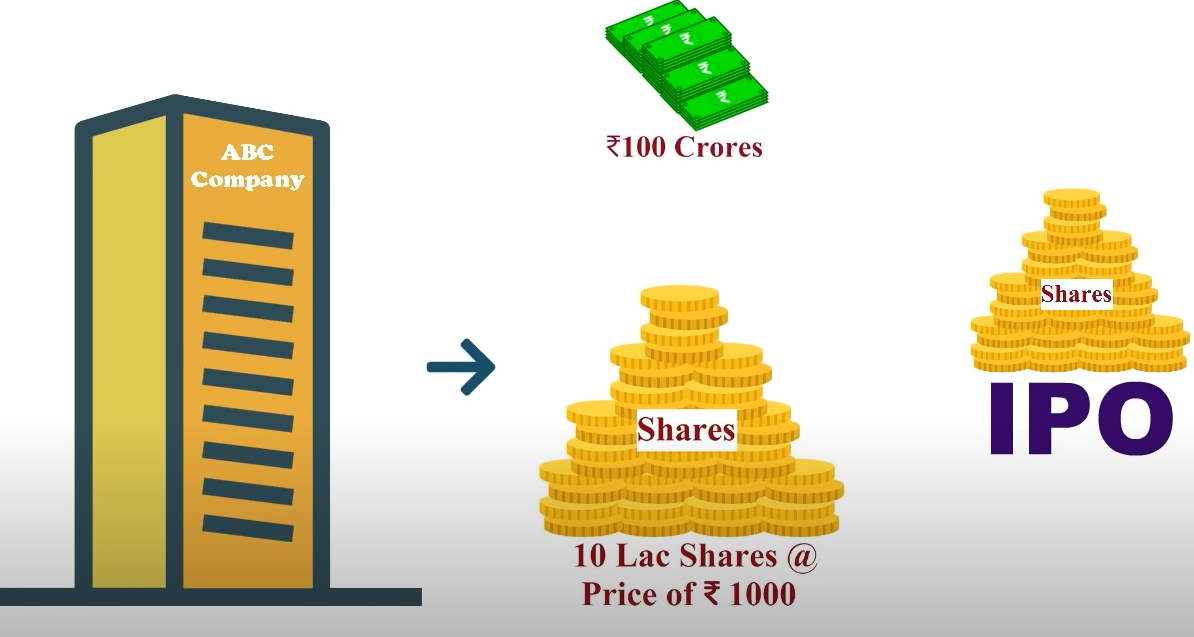 ABC
Company
₹100 Crores
Shares
10 Lac Shares @
Price of ₹ 1000
Shares
IPO